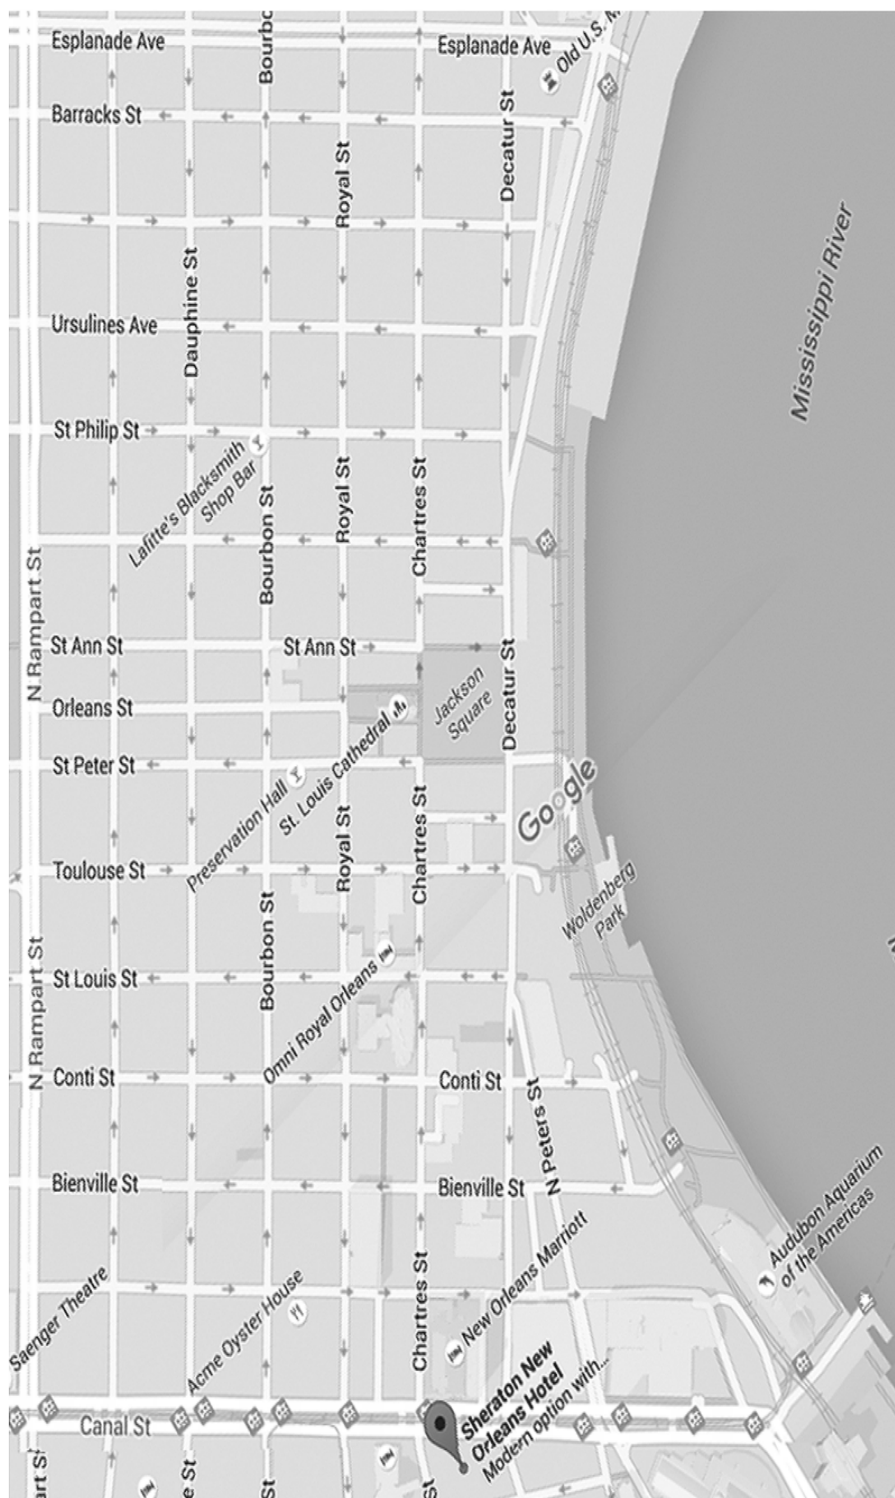 Esplanade Ave
Bourbo
Esplanade Ave
Old U.S. M
Barracks St
Royal St
Decatur St
Mississippi River
Dauphine St
Ursulines Ave
St Philip St
Lafitte's Blacksmith
Shop Bar
Bourbon St
Royal St
Chartres St
N Rampart St
St Ann St
St Ann St
Decatur St
Jackson
Square
Orleans St
St. Louis Cathedral
St Peter St
Preservation Hall
Google
Royal St
Chartres St
Toulouse St
Woldenberg
Park
Bourbon St
N Rampart St
St Louis St
Omni Royal Orleans
Conti St
Conti St
N Peters St
Bienville St
Bienville St
Audubon Aquarium
of the Americas
New Orleans Marriott
Chartres St
Saenger Theatre
Acme Oyster House
Sheraton New
Orleans Hotel
Modern option with...
Canal St
art St
e St
St
St